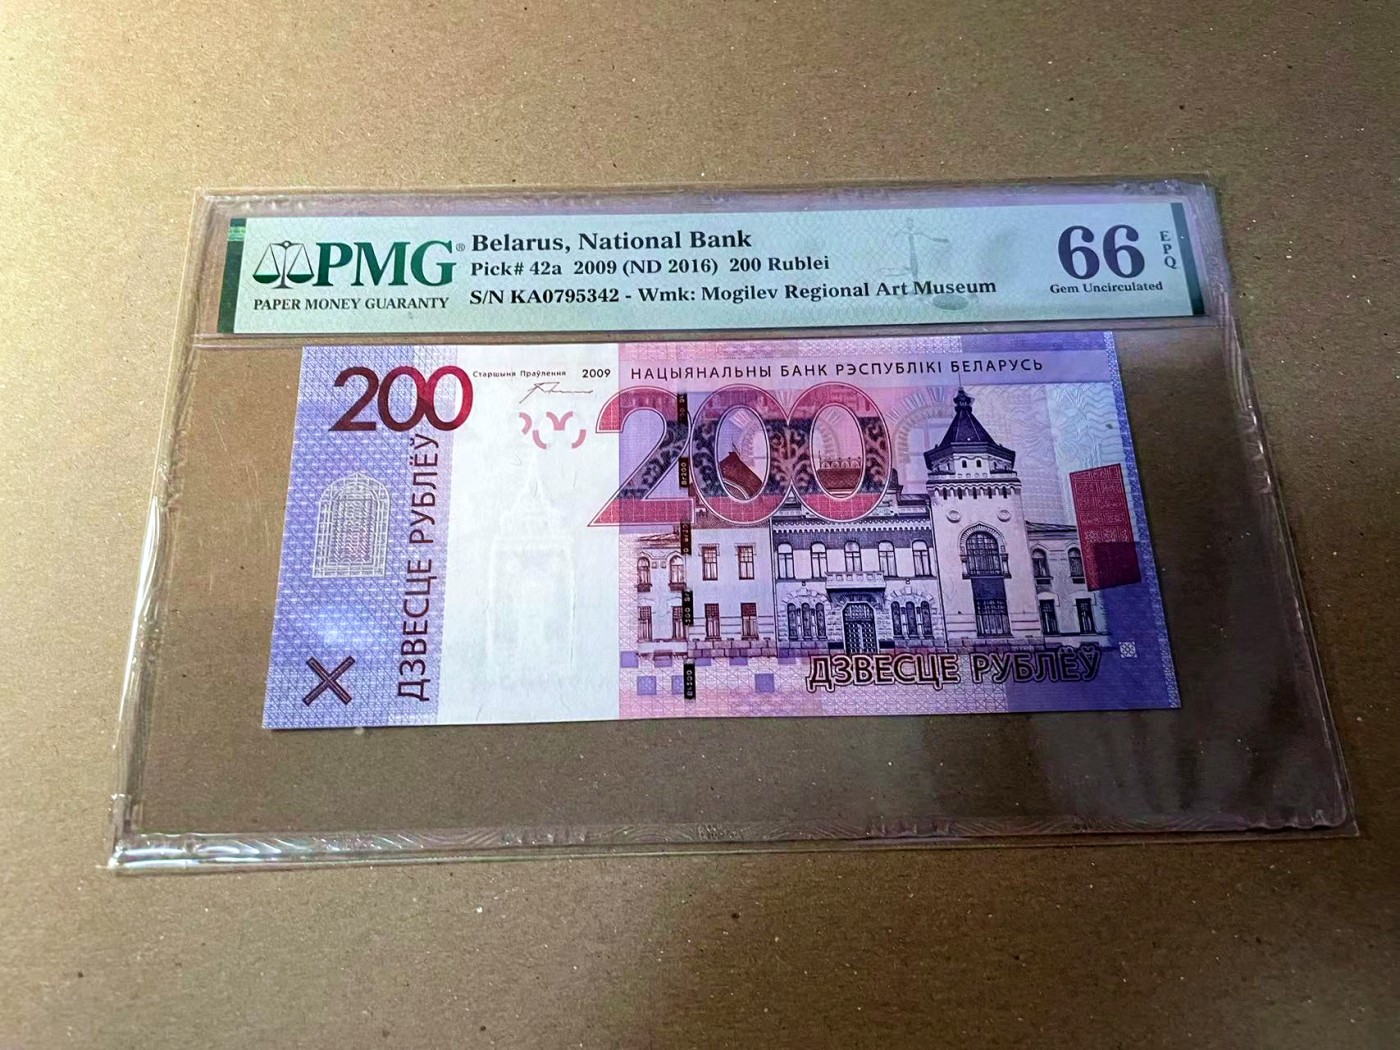 PMG®
PAPER MONEY GUARANTY
Belarus, National Bank
Pick# 42a 2009 (ND 2016) 200 Rublei
S/N KA0795342 - Wmk: Mogilev Regional Art Museum
66
EPQ
Gem Uncirculated
200
Старшыня Праўлення 2009
НАЦЫЯНАЛЬНЫ БАНК РЭСПУБЛІКІ БЕЛАРУСЬ
200
ДЗВЕСЦЕ РУБЛЁЎ
ДЗВЕСЦЕ РУБЛЁЎ